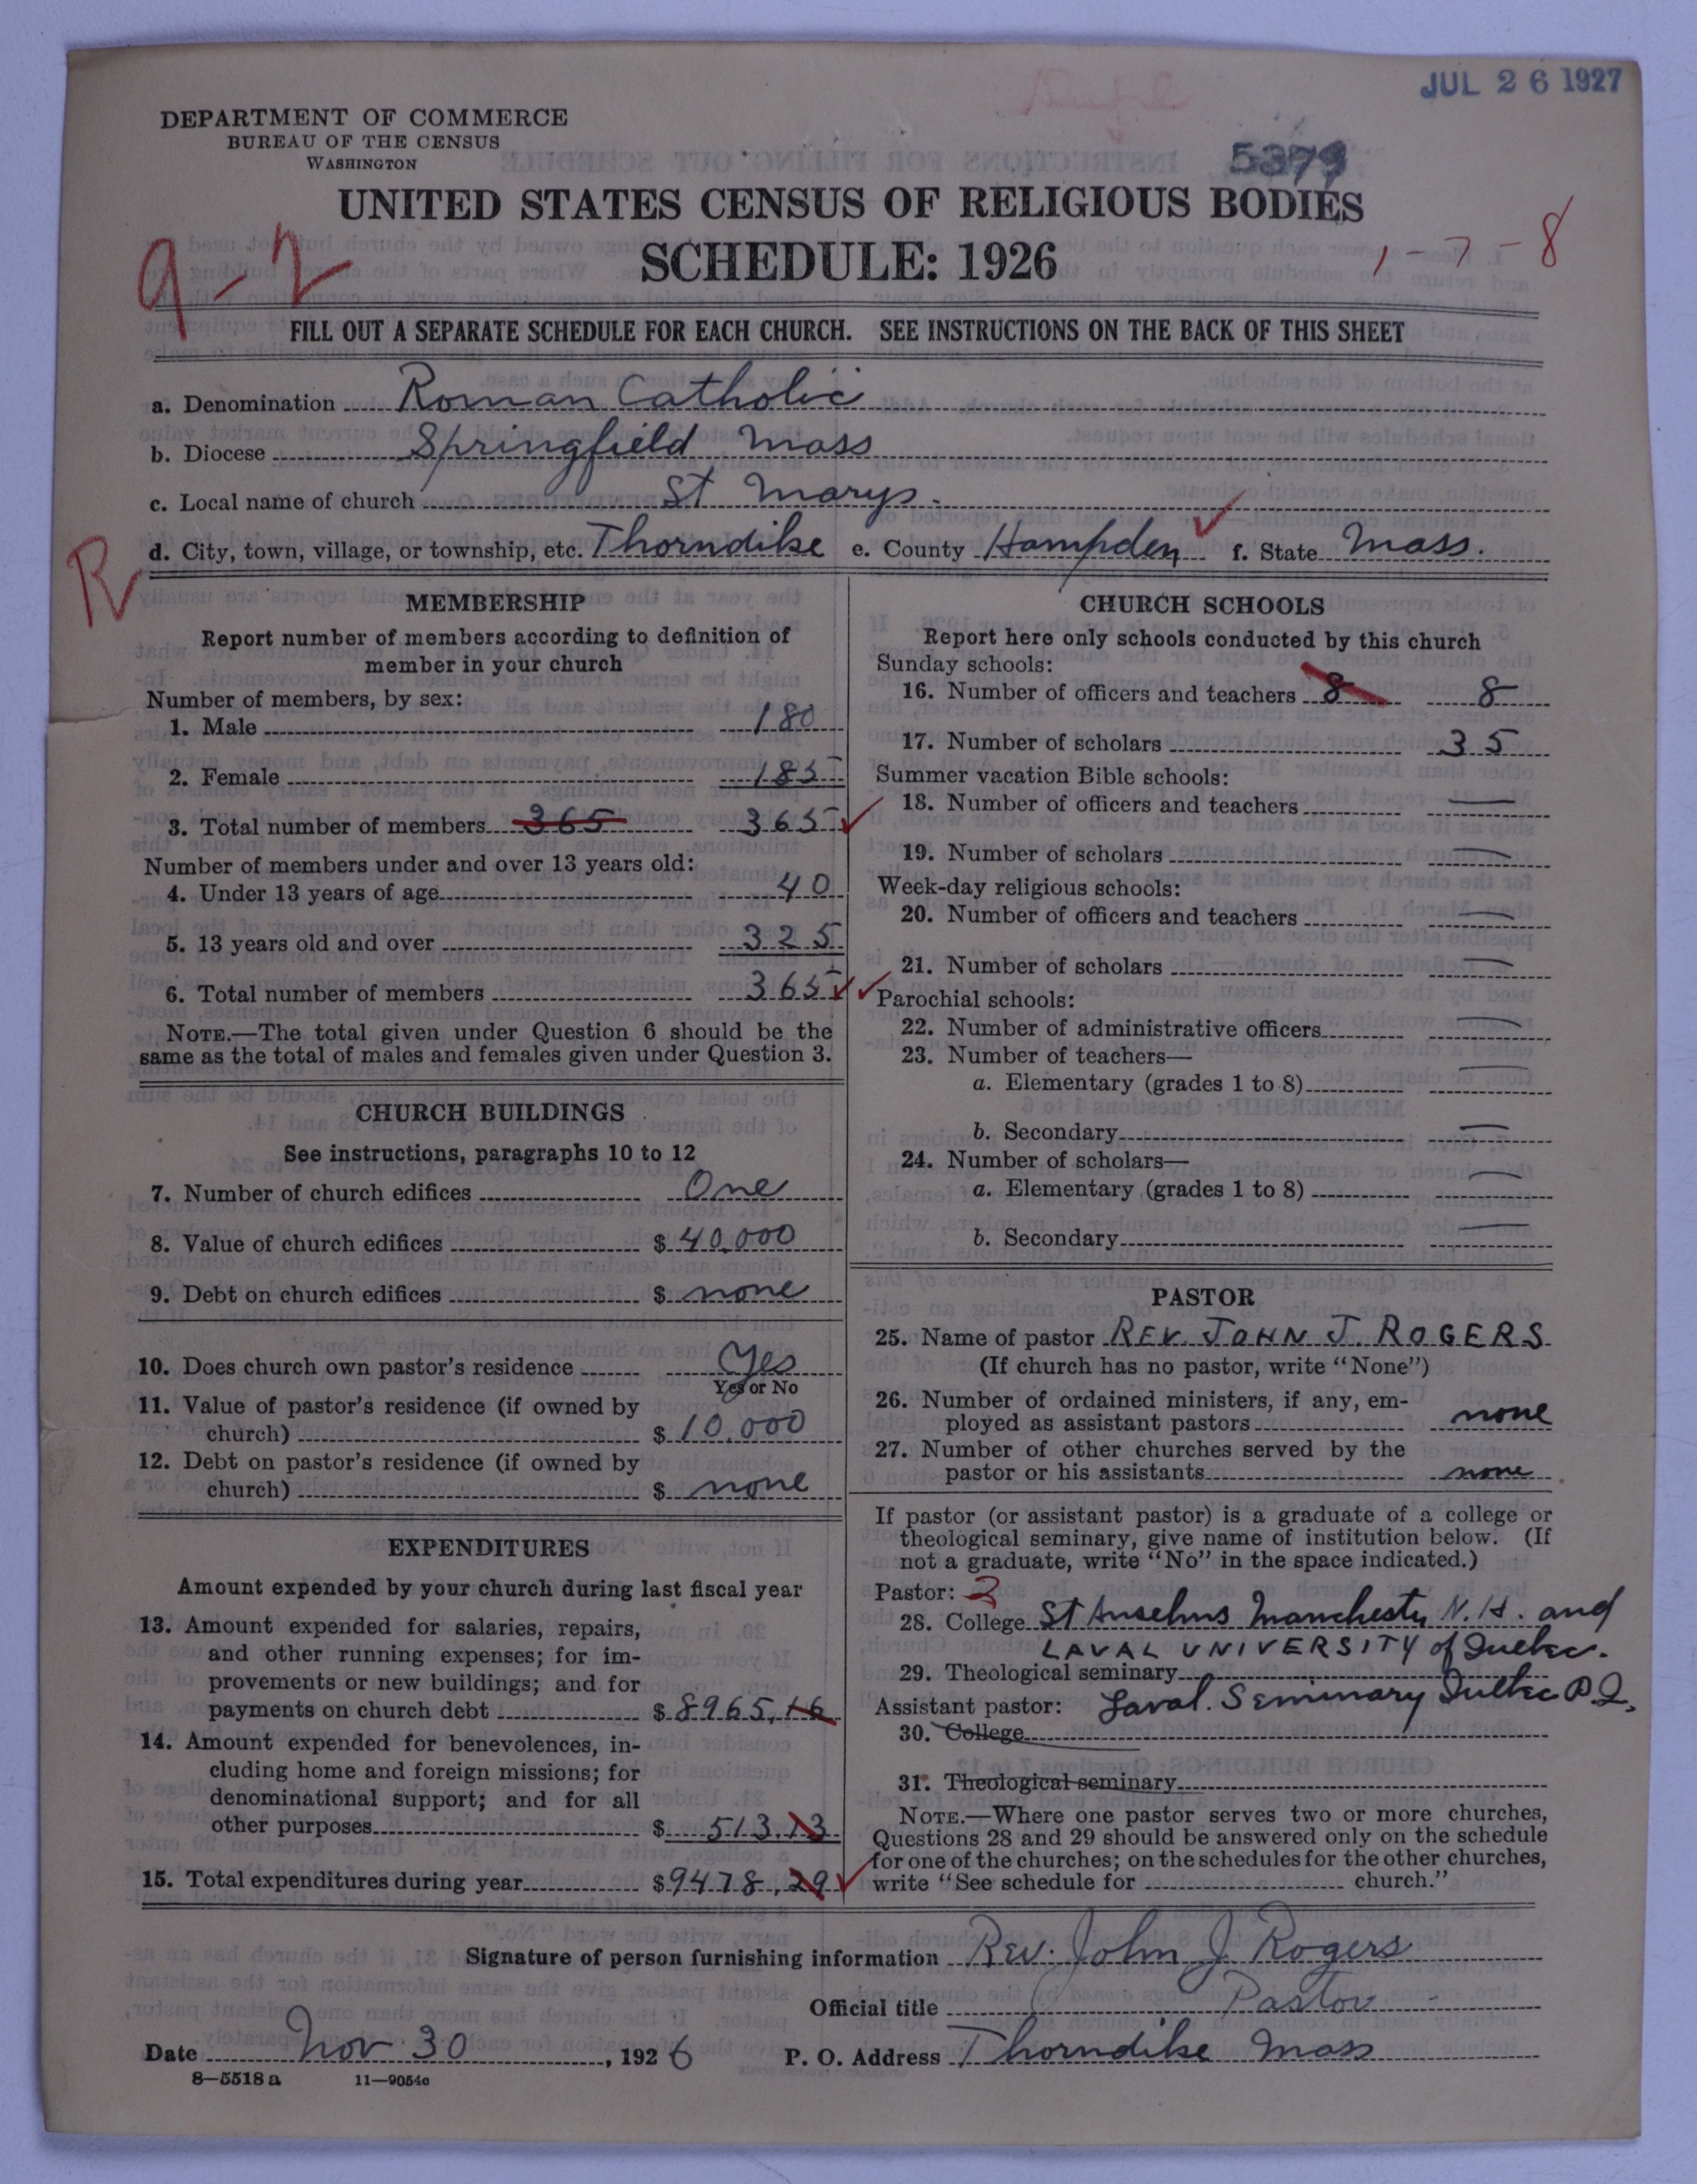 JUL 26 1927
DEPARTMENT OF COMMERCE
BUREAU OF THE CENSUS
WASHINGTON
5379
UNITED STATES CENSUS OF RELIGIOUS BODIES
SCHEDULE: 1926
9-2
1-7-8
FILL OUT A SEPARATE SCHEDULE FOR EACH CHURCH. SEE INSTRUCTIONS ON THE BACK OF THIS SHEET
a. Denomination Roman Catholic
b. Diocese Springfield Mass
c. Local name of church St Marys.
d. City, town, village, or township, etc. Thorndike e. County Hampden f. State Mass.
R
MEMBERSHIP
Report number of members according to definition of
member in your church
Number of members, by sex:
1. Male 180
2. Female 185
3. Total number of members 365 365
Number of members under and over 13 years old:
4. Under 13 years of age 40
5. 13 years old and over 325
6. Total number of members 365
NOTE.—The total given under Question 6 should be the
same as the total of males and females given under Question 3.
CHURCH BUILDINGS
See instructions, paragraphs 10 to 12
7. Number of church edifices One
8. Value of church edifices $ 40,000
9. Debt on church edifices $ none
10. Does church own pastor's residence Yes
Yes or No
11. Value of pastor's residence (if owned by
church) $ 10,000
12. Debt on pastor's residence (if owned by
church) $ none
EXPENDITURES
Amount expended by your church during last fiscal year
13. Amount expended for salaries, repairs,
and other running expenses; for im-
provements or new buildings; and for
payments on church debt $ 8965.16
14. Amount expended for benevolences, in-
cluding home and foreign missions; for
denominational support; and for all
other purposes $ 513.13
15. Total expenditures during year $ 9478.29
CHURCH SCHOOLS
Report here only schools conducted by this church
Sunday schools:
16. Number of officers and teachers 8 8
17. Number of scholars 35
Summer vacation Bible schools:
18. Number of officers and teachers —
19. Number of scholars —
Week-day religious schools:
20. Number of officers and teachers —
21. Number of scholars —
Parochial schools:
22. Number of administrative officers —
23. Number of teachers—
a. Elementary (grades 1 to 8) —
b. Secondary —
24. Number of scholars—
a. Elementary (grades 1 to 8) —
b. Secondary —
PASTOR
25. Name of pastor REV. JOHN J. ROGERS
(If church has no pastor, write "None")
26. Number of ordained ministers, if any, em-
ployed as assistant pastors none
27. Number of other churches served by the
pastor or his assistants none
If pastor (or assistant pastor) is a graduate of a college or
theological seminary, give name of institution below. (If
not a graduate, write "No" in the space indicated.)
Pastor: 2
28. College St Anselms Manchester N.H. and
LAVAL UNIVERSITY of Quebec.
29. Theological seminary
Assistant pastor: Laval. Seminary Quebec P.Q.
30. College
31. Theological seminary
NOTE.—Where one pastor serves two or more churches,
Questions 28 and 29 should be answered only on the schedule
for one of the churches; on the schedules for the other churches,
write "See schedule for church."
Signature of person furnishing information Rev. John J Rogers
Official title Pastor
Date Nov 30, 1926 P. O. Address Thorndike Mass
8—5518 a 11—9054c